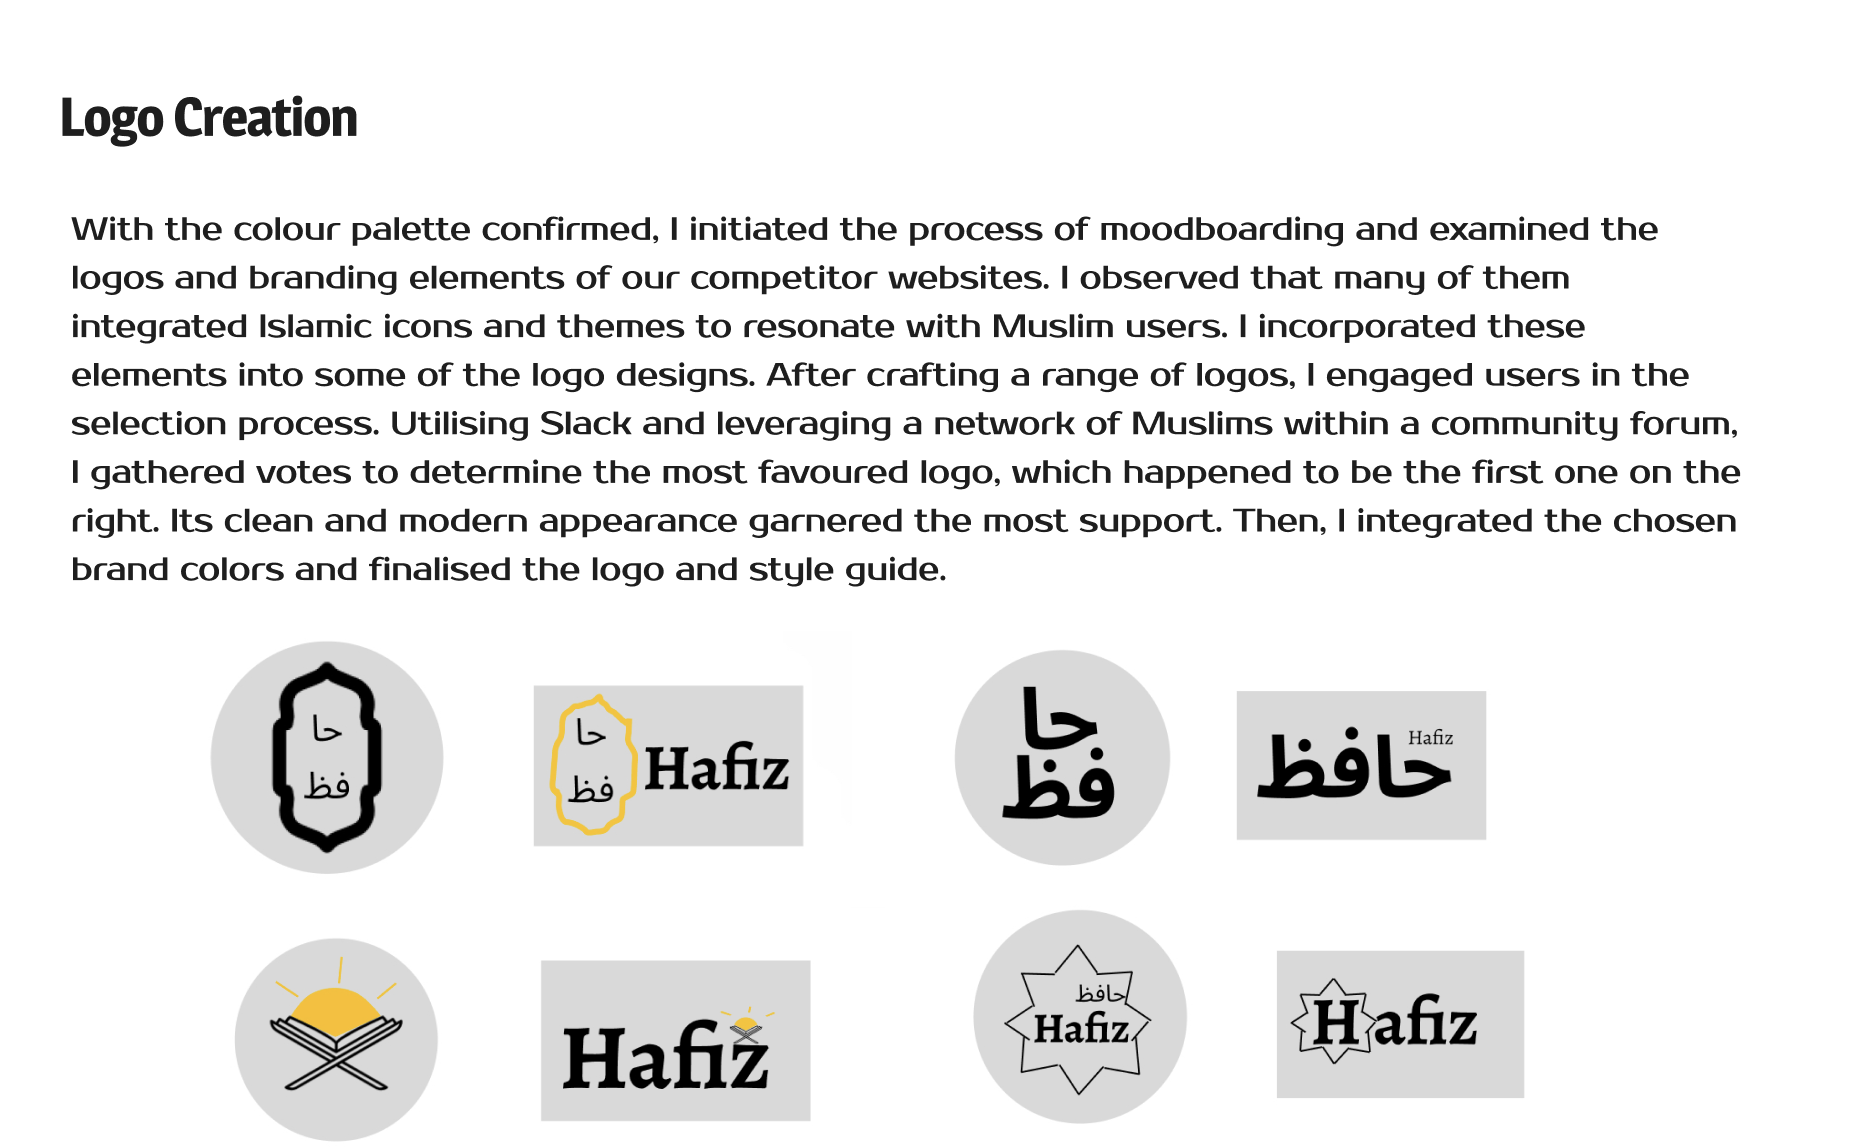 Logo Creation
With the colour palette confirmed, I initiated the process of moodboarding and examined the
logos and branding elements of our competitor websites. I observed that many of them
integrated Islamic icons and themes to resonate with Muslim users. I incorporated these
elements into some of the logo designs. After crafting a range of logos, I engaged users in the
selection process. Utilising Slack and leveraging a network of Muslims within a community forum,
I gathered votes to determine the most favoured logo, which happened to be the first one on the
right. Its clean and modern appearance garnered the most support. Then, I integrated the chosen
brand colors and finalised the logo and style guide.
حا
فظ
حا
فظ
Hafiz
حا
فظ
حافظ
Hafiz
Hafiz
حافظ
Hafiz
Hafiz